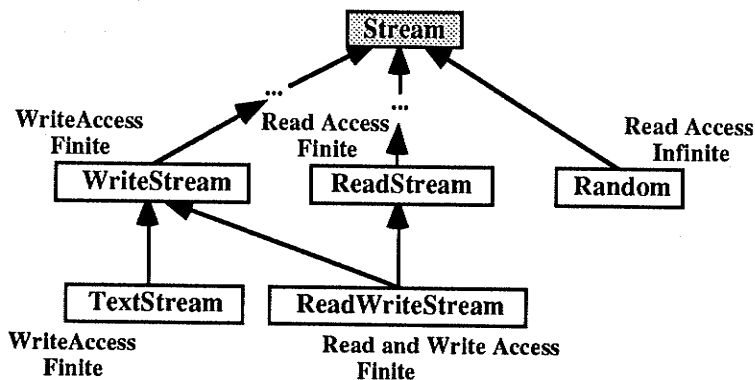 Stream
...
...
WriteAccess
Finite
Read Access
Finite
Read Access
Infinite
WriteStream
ReadStream
Random
TextStream
ReadWriteStream
WriteAccess
Finite
Read and Write Access
Finite